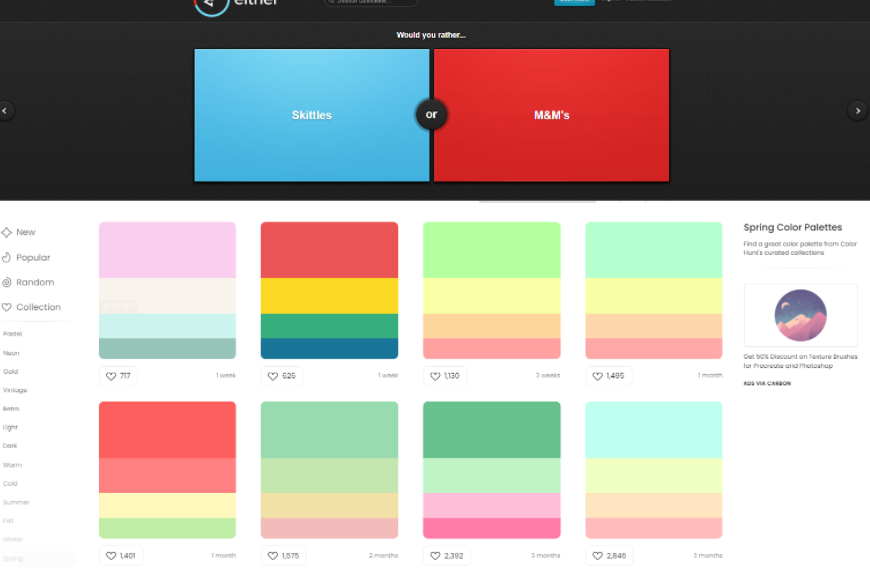 either
Would you rather...
Skittles
or
M&M's
New
Popular
Random
Collection
Pastel
Neon
Gold
Vintage
Retro
Light
Dark
Warm
Cold
Summer
Fall
Winter
Spring
717
1 week
626
1 week
1,130
3 weeks
1,495
1 month
1,401
1 month
1,575
2 months
2,392
3 months
2,846
3 months
Spring Color Palettes
Find a great color palette from Color
Hunt's curated collections
Get 50% Discount on Texture Brushes
for Procreate and Photoshop
ADS VIA CARBON